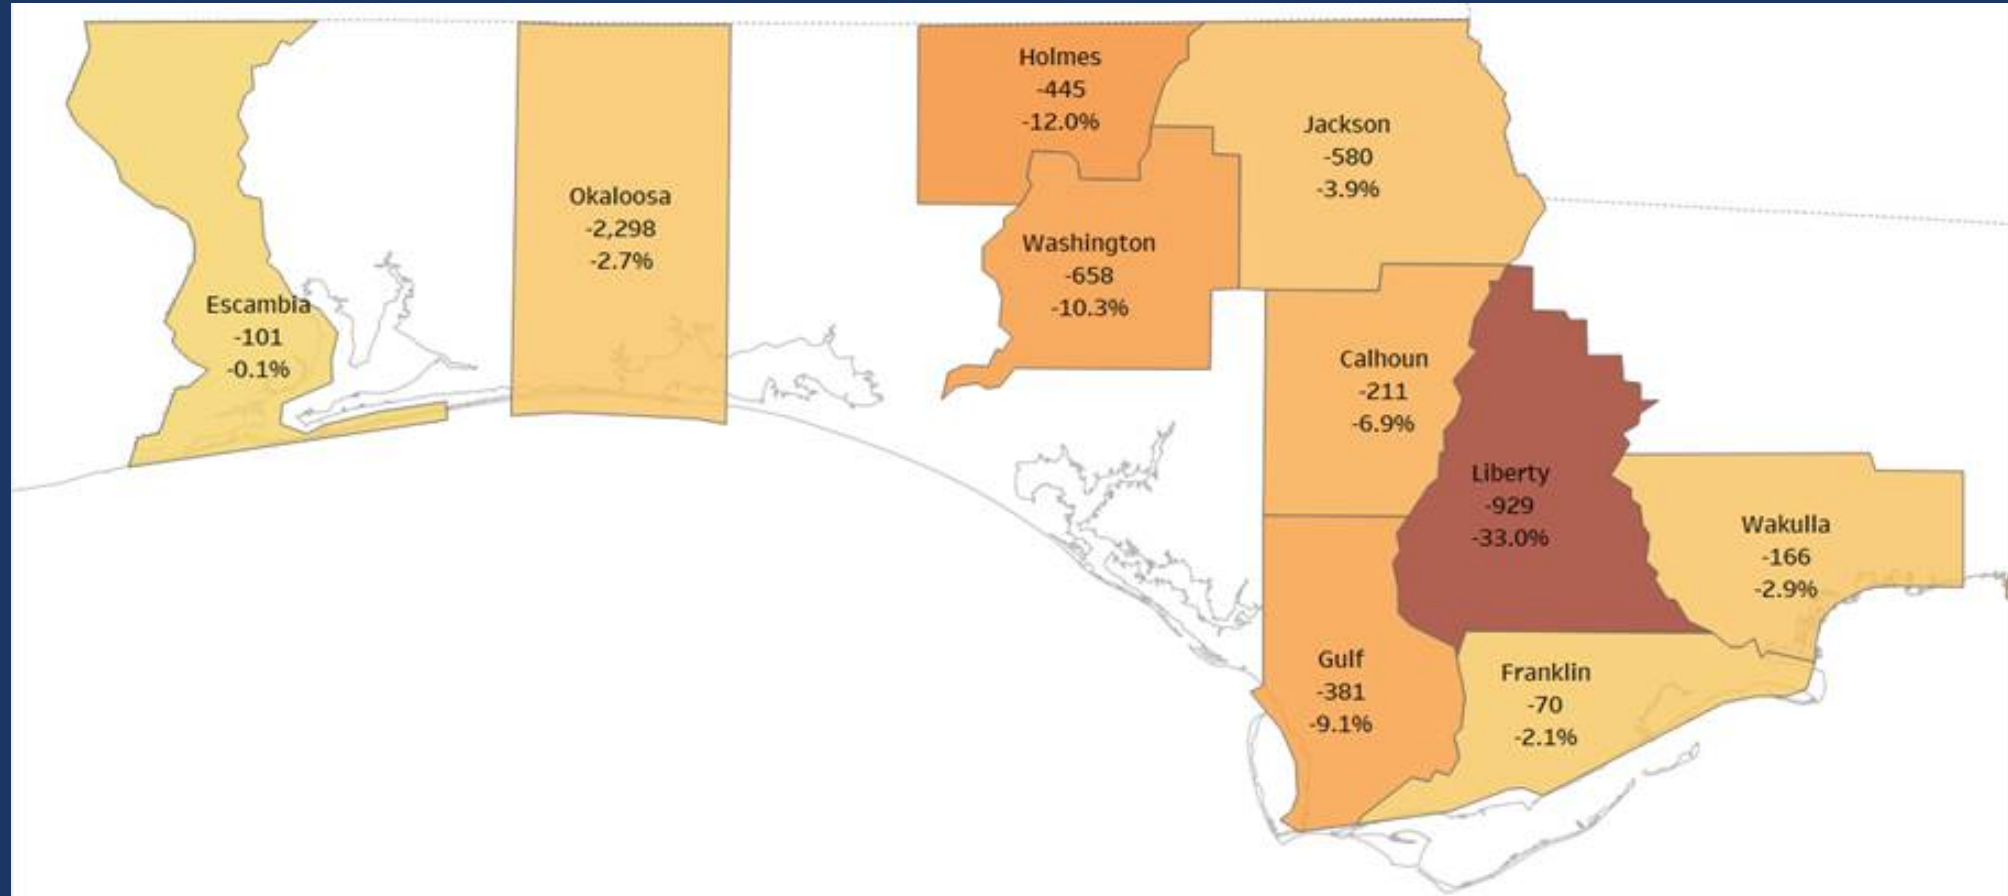 Holmes
-445
-12.0%
Jackson
-580
-3.9%
Okaloosa
-2,298
-2.7%
Washington
-658
-10.3%
Escambia
-101
-0.1%
Calhoun
-211
-6.9%
Liberty
-929
-33.0%
Wakulla
-166
-2.9%
Gulf
-381
-9.1%
Franklin
-70
-2.1%